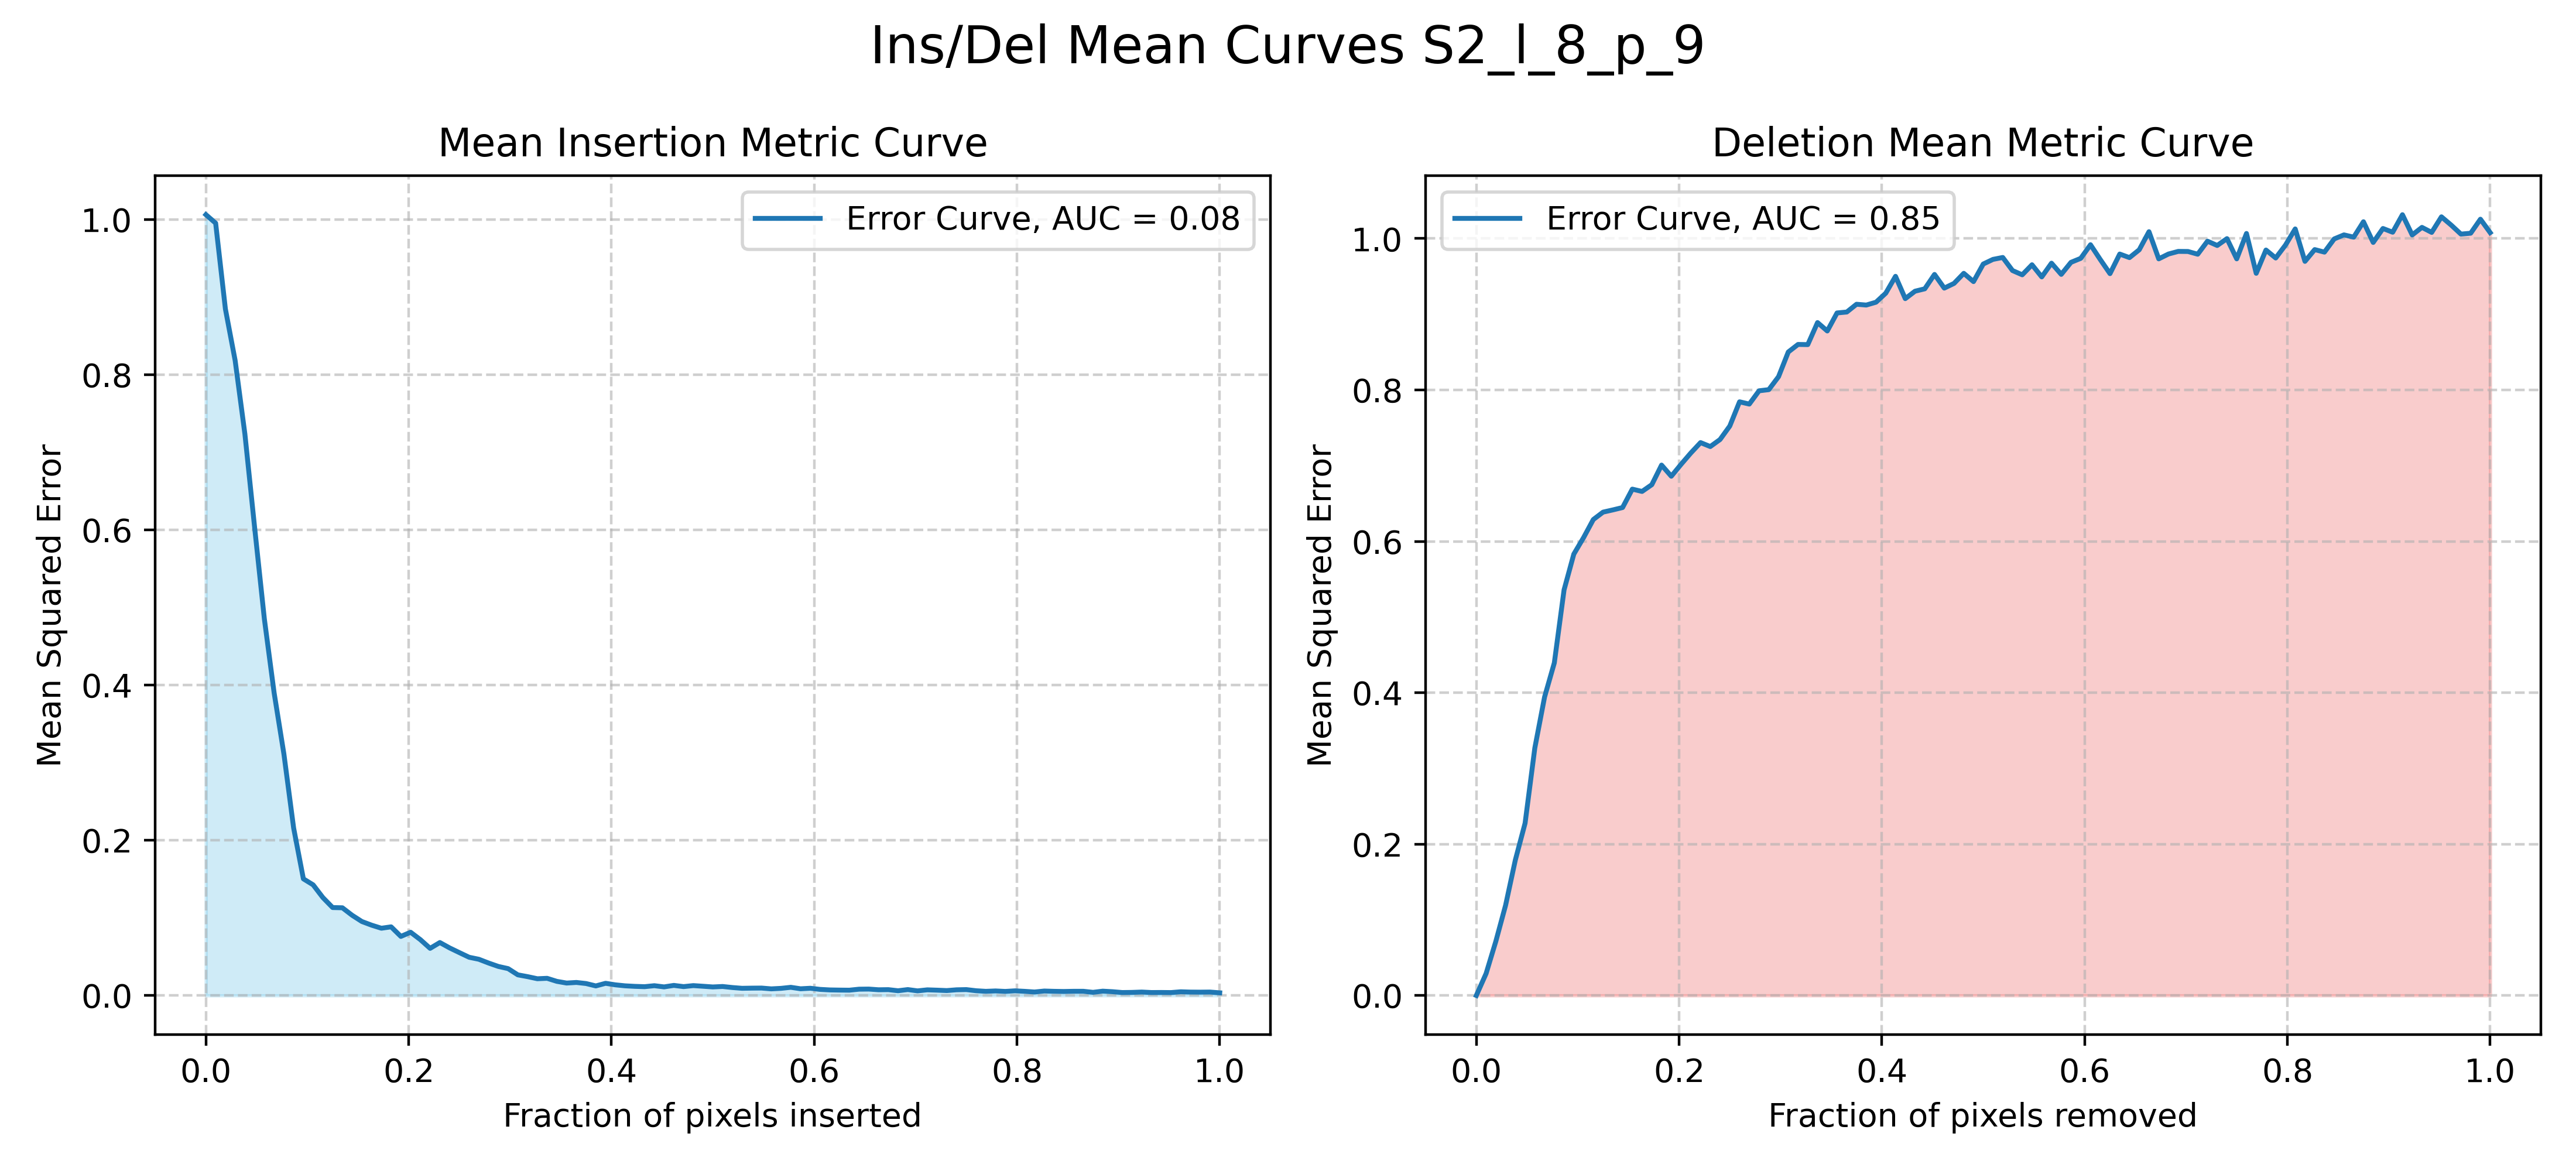 Ins/Del Mean Curves S2_l_8_p_9
Mean Insertion Metric Curve
Error Curve, AUC = 0.08
Mean Squared Error
1.0
0.8
0.6
0.4
0.2
0.0
0.0 0.2 0.4 0.6 0.8 1.0
Fraction of pixels inserted
Deletion Mean Metric Curve
Error Curve, AUC = 0.85
Mean Squared Error
1.0
0.8
0.6
0.4
0.2
0.0
0.0 0.2 0.4 0.6 0.8 1.0
Fraction of pixels removed